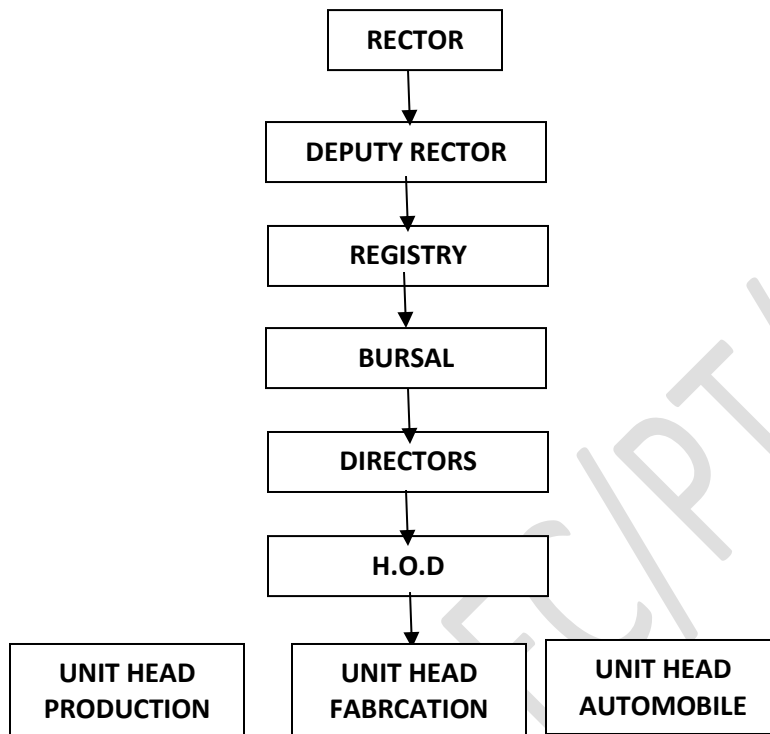 RECTOR
DEPUTY RECTOR
REGISTRY
BURSAL
DIRECTORS
H.O.D
UNIT HEAD
PRODUCTION
UNIT HEAD
FABRCATION
UNIT HEAD
AUTOMOBILE